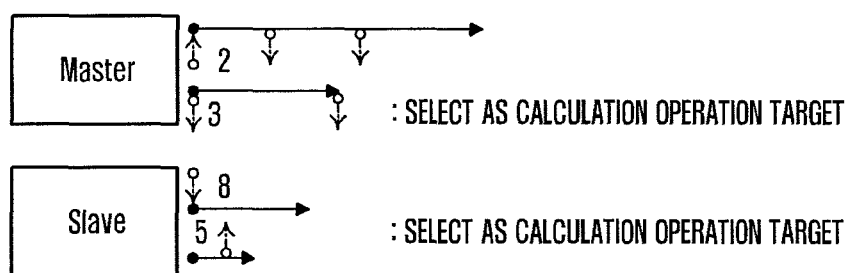 2
Master
3 : SELECT AS CALCULATION OPERATION TARGET
8
Slave
5 : SELECT AS CALCULATION OPERATION TARGET